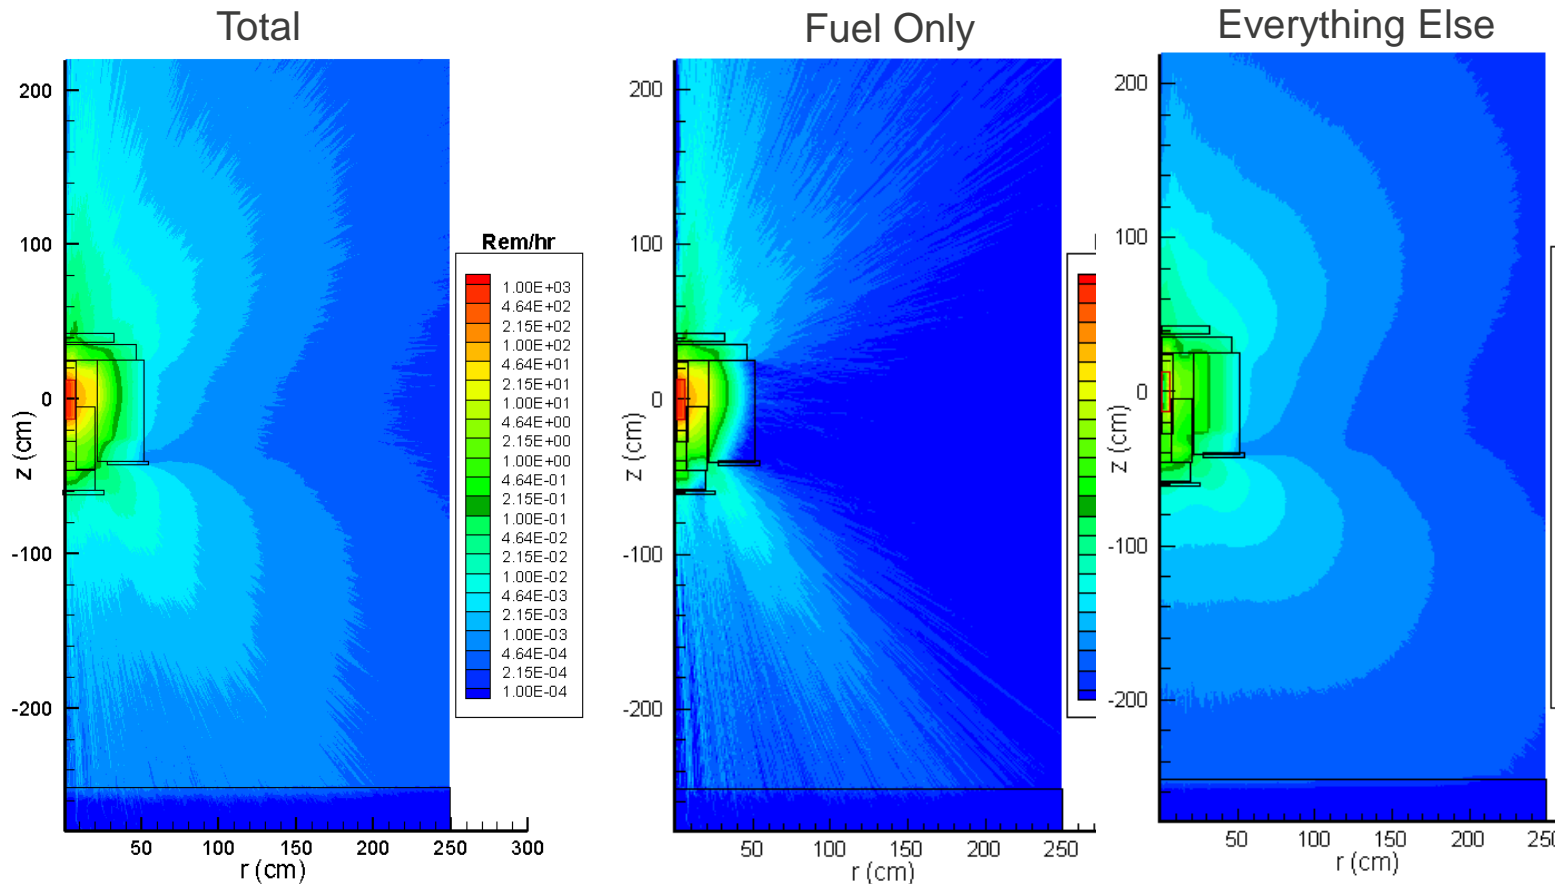 Total
200
100
0
-100
-200
z (cm)
50 100 150 200 250 300
r (cm)
Rem/hr
1.00E+03
4.64E+02
2.15E+02
1.00E+02
4.64E+01
2.15E+01
1.00E+01
4.64E+00
2.15E+00
1.00E+00
4.64E-01
2.15E-01
1.00E-01
4.64E-02
2.15E-02
1.00E-02
4.64E-03
2.15E-03
1.00E-03
4.64E-04
2.15E-04
1.00E-04
Fuel Only
200
100
0
-100
-200
z (cm)
50 100 150 200 250
r (cm)
Everything Else
200
100
0
-100
-200
z (cm)
50 100 150 200 250
r (cm)